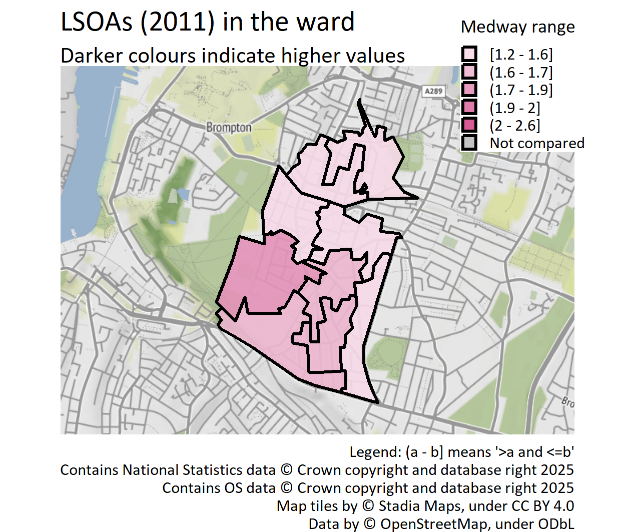 LSOAs (2011) in the ward
Darker colours indicate higher values
Medway range
[1.2 - 1.6]
(1.6 - 1.7]
(1.7 - 1.9]
(1.9 - 2]
(2 - 2.6]
Not compared
A289
Brompton
Bro
Legend: (a - b] means '>a and <=b'
Contains National Statistics data © Crown copyright and database right 2025
Contains OS data © Crown copyright and database right 2025
Map tiles by © Stadia Maps, under CC BY 4.0
Data by © OpenStreetMap, under ODbL